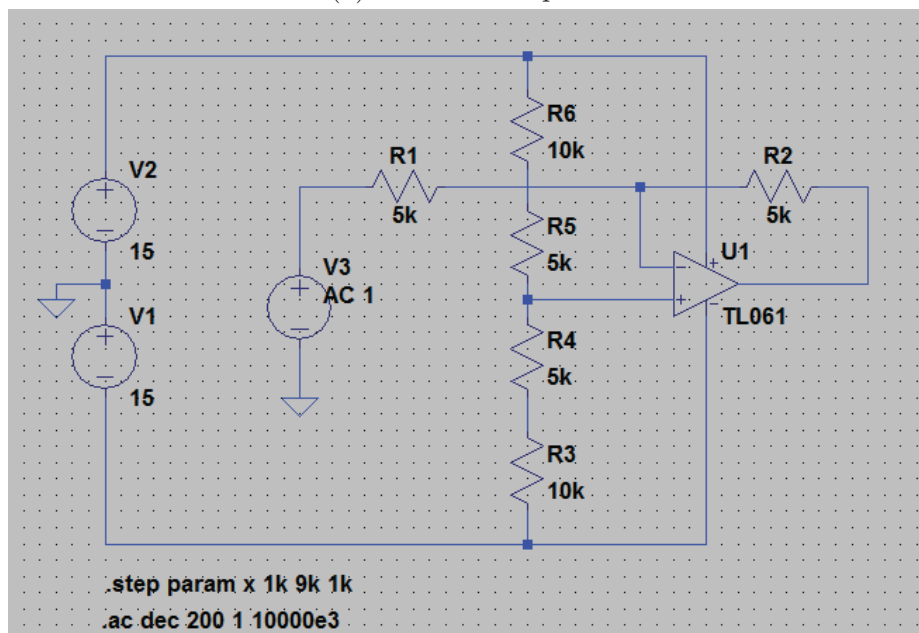 V2
15
V1
15
V3
AC 1
R1
5k
R6
10k
R5
5k
R4
5k
R3
10k
R2
5k
U1
TL061
.step param x 1k 9k 1k
.ac dec 200 1 10000e3